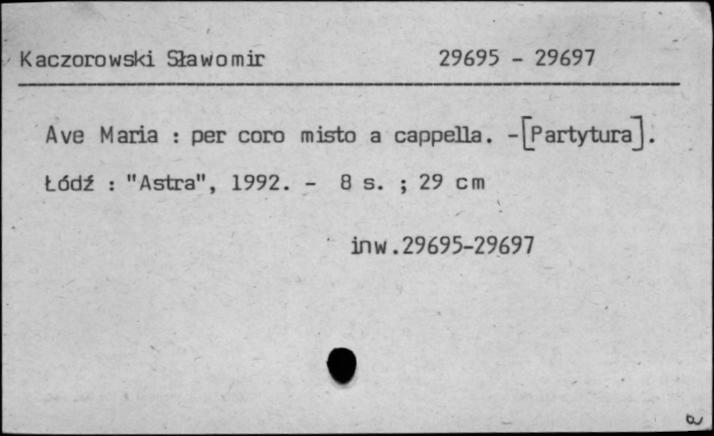 Kaczorowski Sławomir 29695 - 29697
Ave Maria : per coro misto a cappella. -[Partytura].
Łódź : "Astra", 1992. - 8 s. ; 29 cm
inw.29695-29697